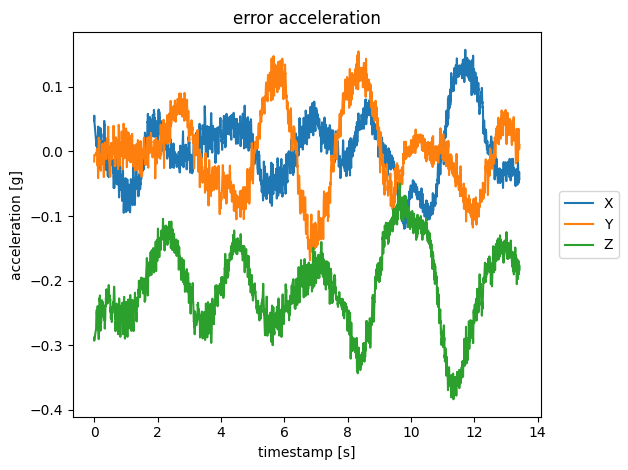 error acceleration
acceleration [g]
0.1
0.0
−0.1
−0.2
−0.3
−0.4
0 2 4 6 8 10 12 14
timestamp [s]
X
Y
Z